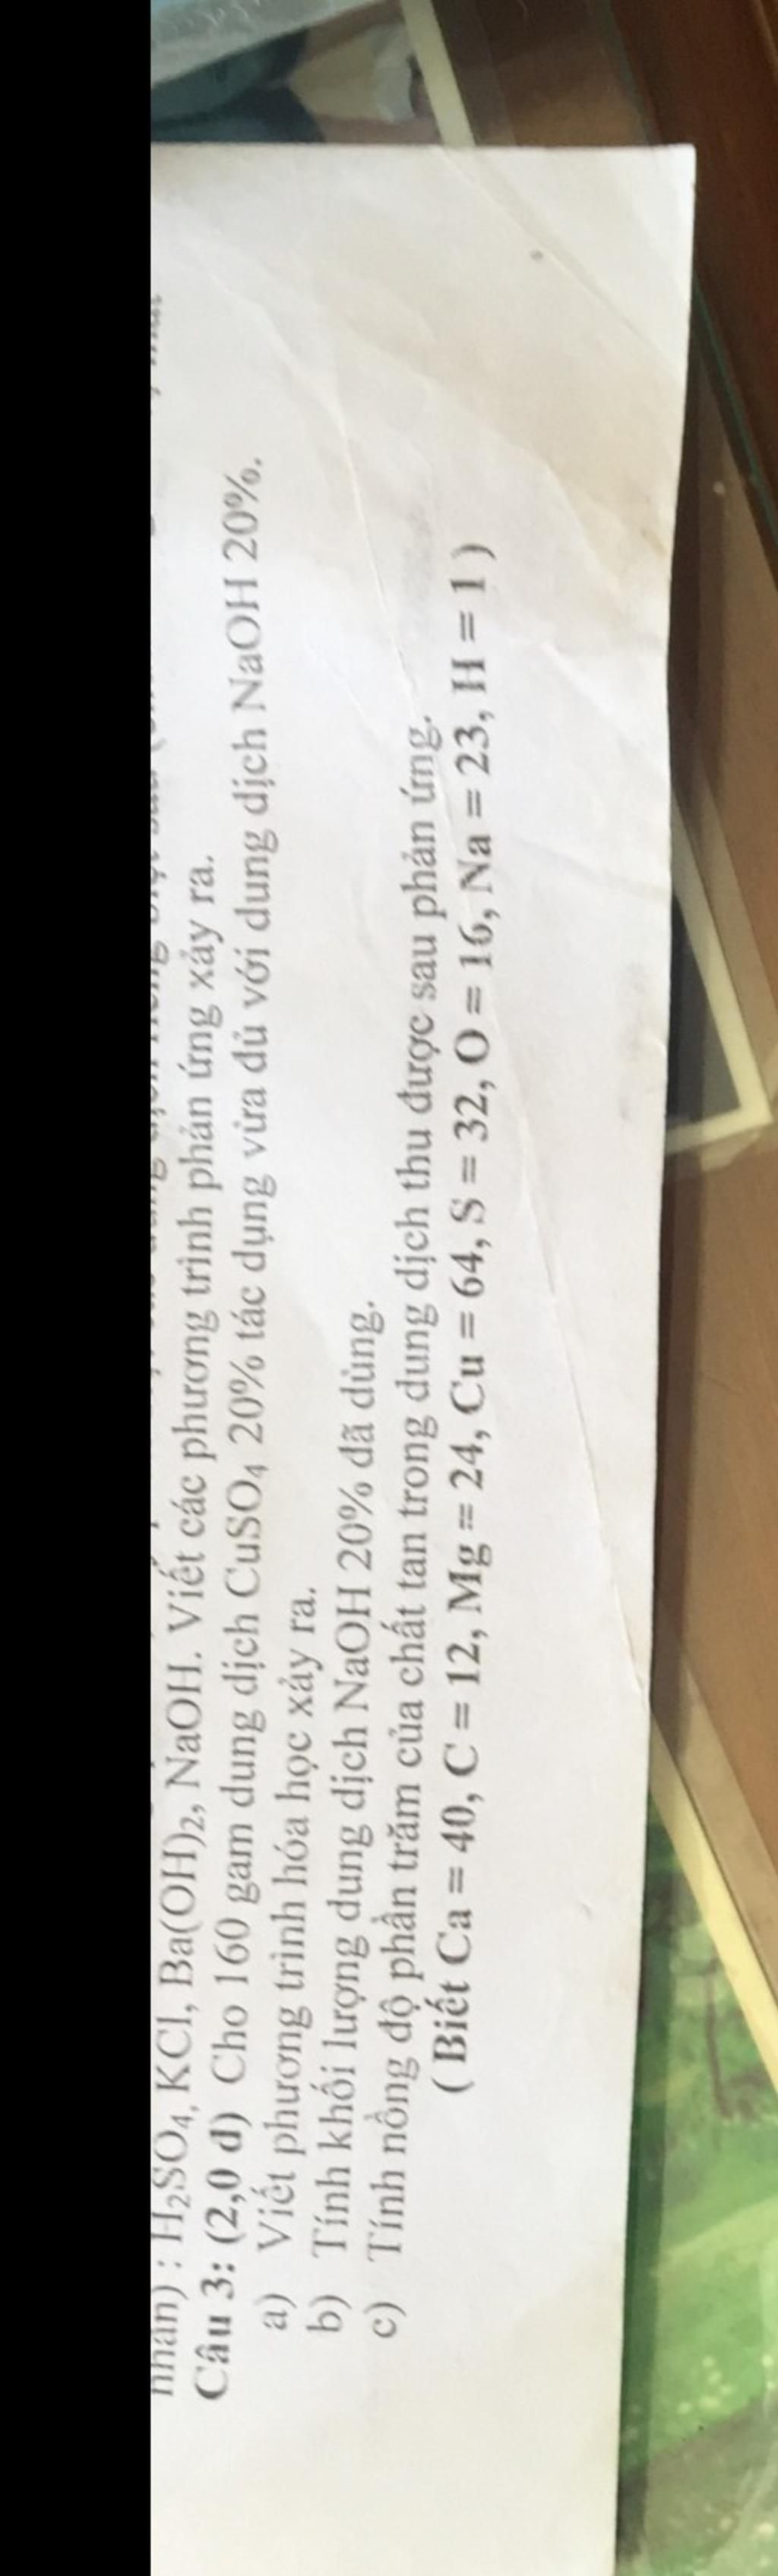 nhãn) : H₂SO₄, KCl, Ba(OH)₂, NaOH. Viết các phương trình phản ứng xảy ra.
Câu 3: (2,0 đ) Cho 160 gam dung dịch CuSO₄ 20% tác dụng vừa đủ với dung dịch NaOH 20%.
a) Viết phương trình hóa học xảy ra.
b) Tính khối lượng dung dịch NaOH 20% đã dùng.
c) Tính nồng độ phần trăm của chất tan trong dung dịch thu được sau phản ứng.
( Biết Ca = 40, C = 12, Mg = 24, Cu = 64, S = 32, O = 16, Na = 23, H = 1 )